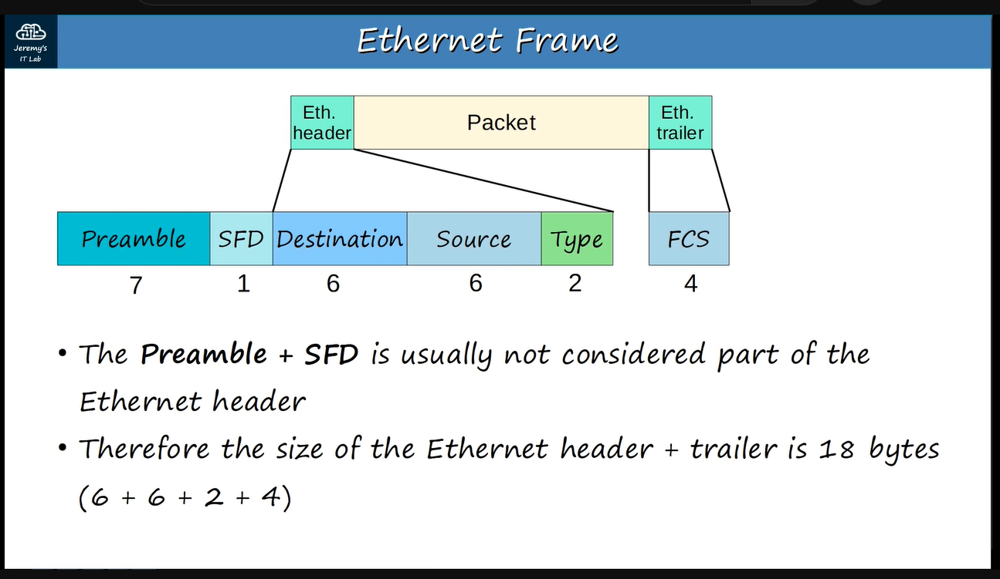 Jeremy's
IT Lab
Ethernet Frame
Eth.
header
Packet
Eth.
trailer
Preamble
SFD
Destination
Source
Type
FCS
7
1
6
6
2
4
• The Preamble + SFD is usually not considered part of the
Ethernet header
• Therefore the size of the Ethernet header + trailer is 18 bytes
(6 + 6 + 2 + 4)